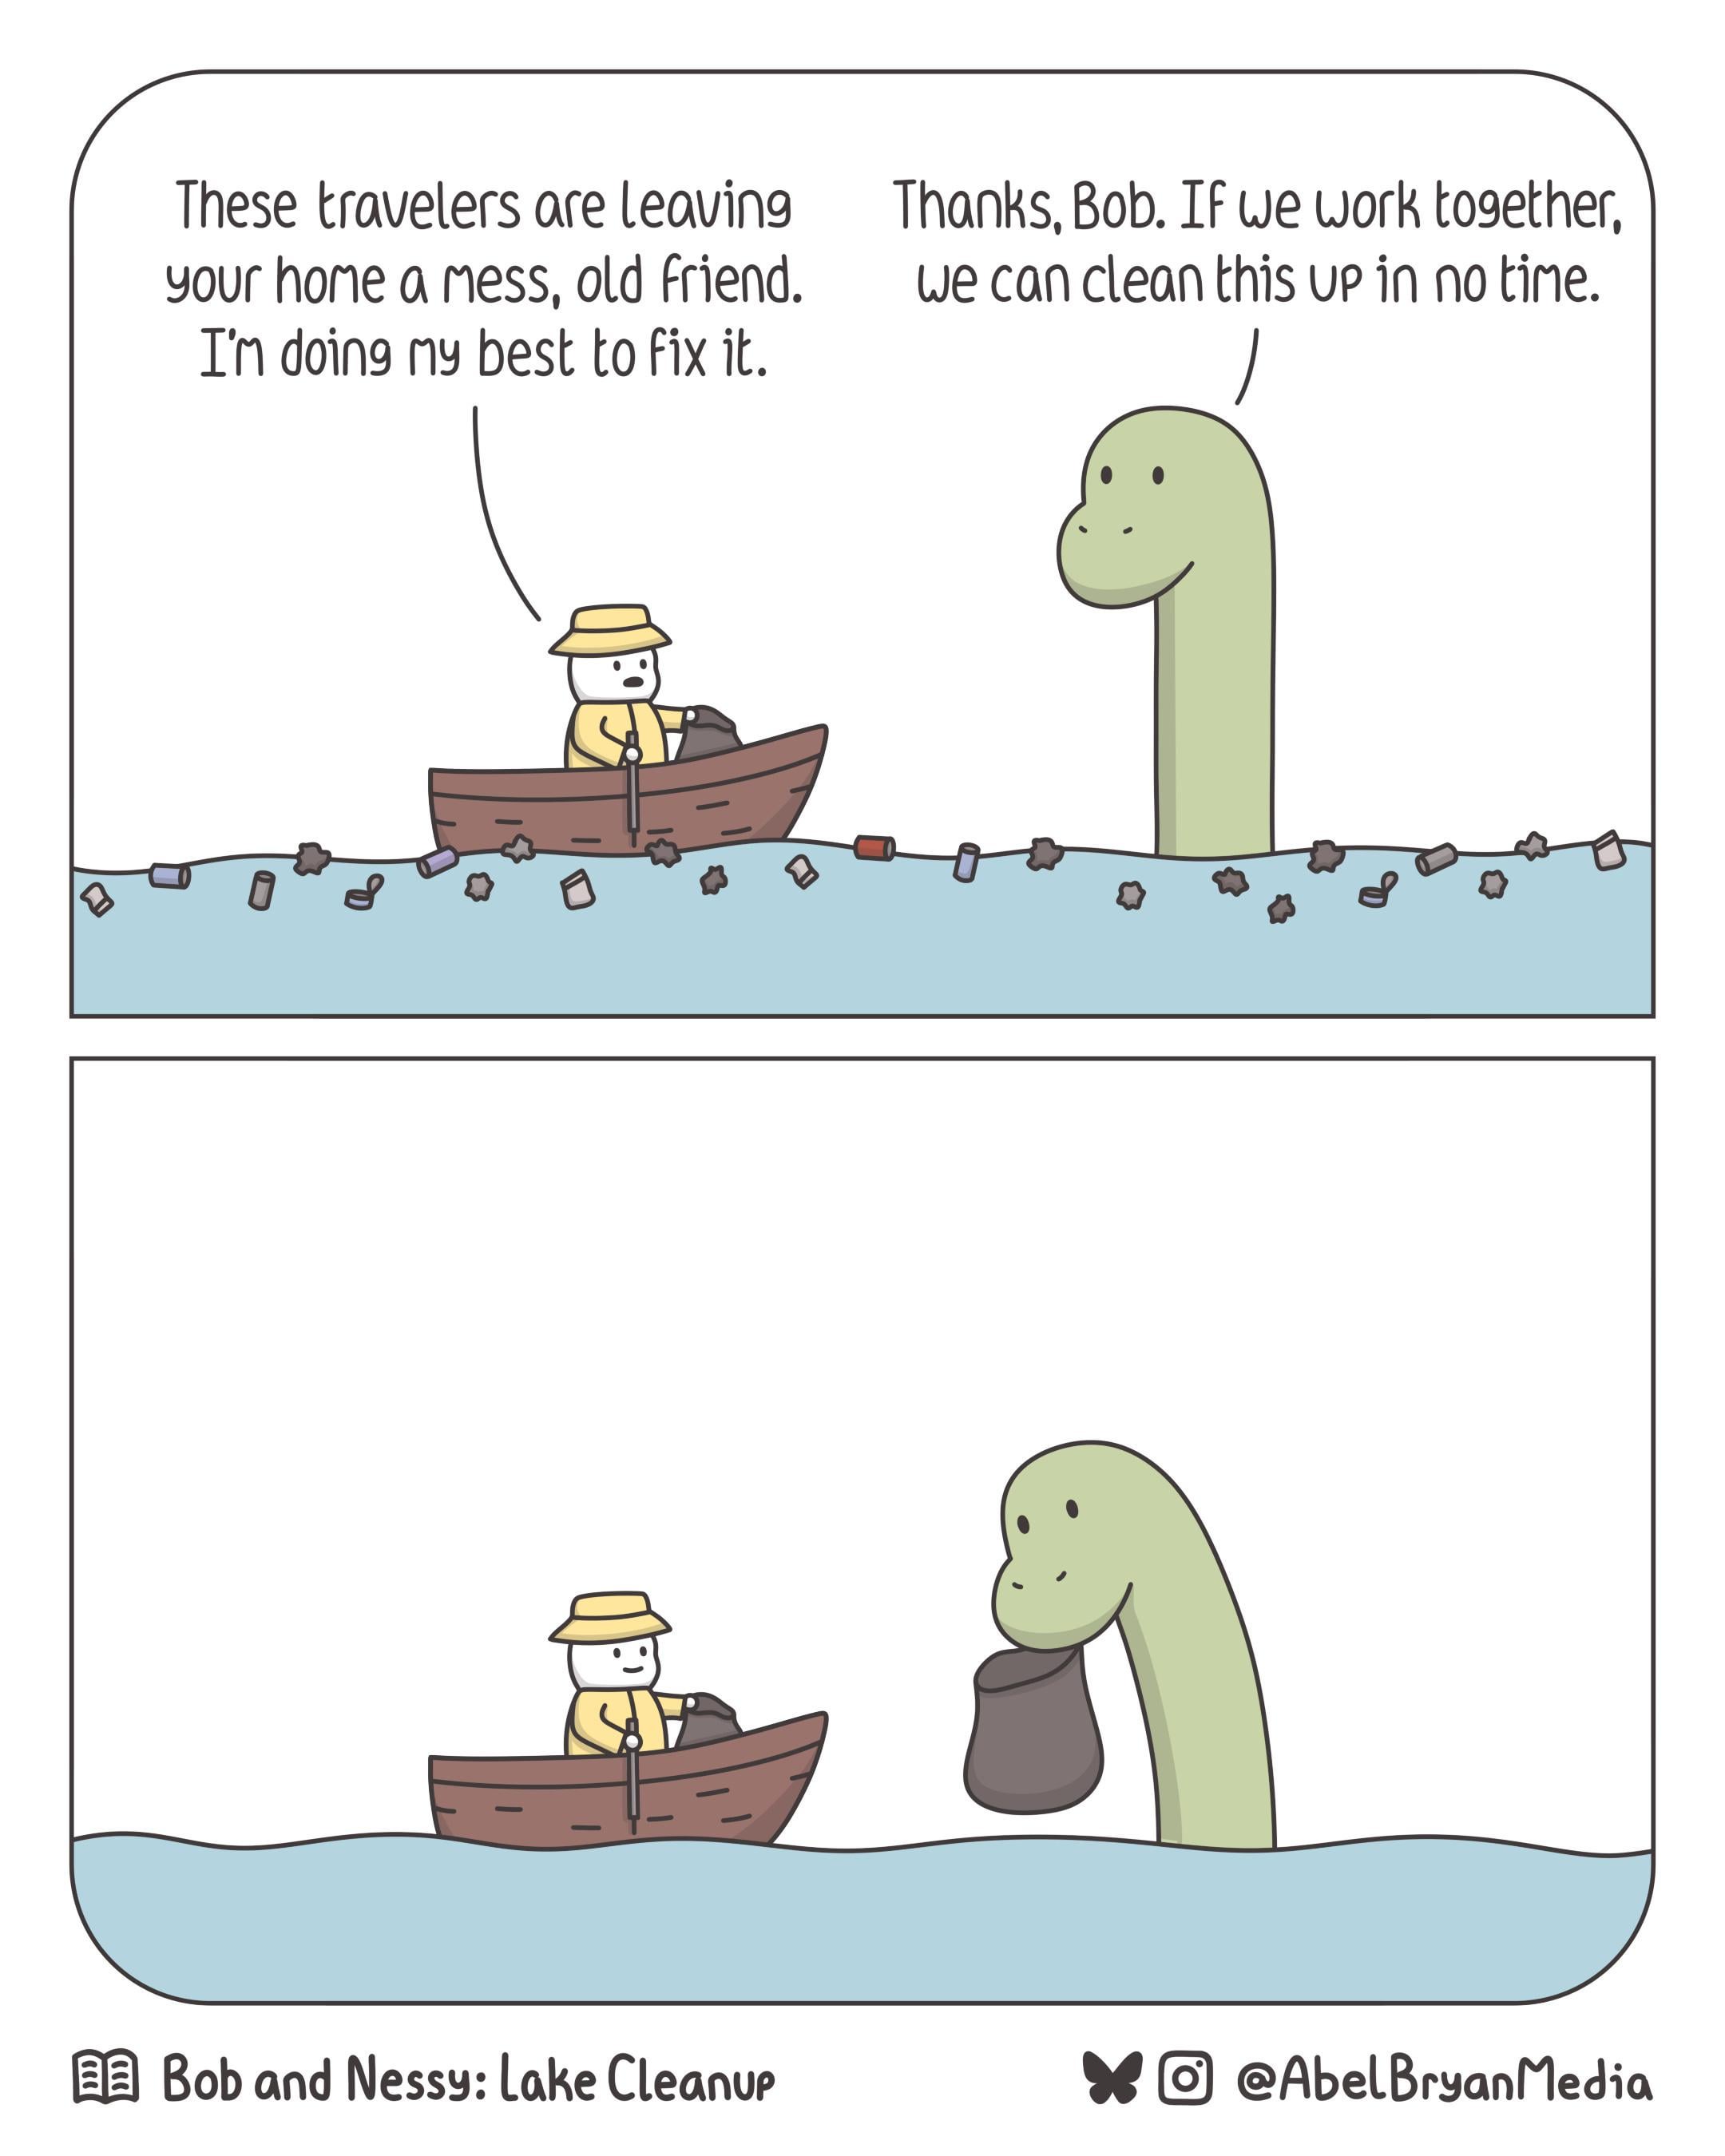 These travelers are leaving
your home a mess, old friend.
I'm doing my best to fix it.
Thanks, Bob. If we work together,
we can clean this up in no time.
Bob and Nessy: Lake Cleanup
@AbelBryanMedia